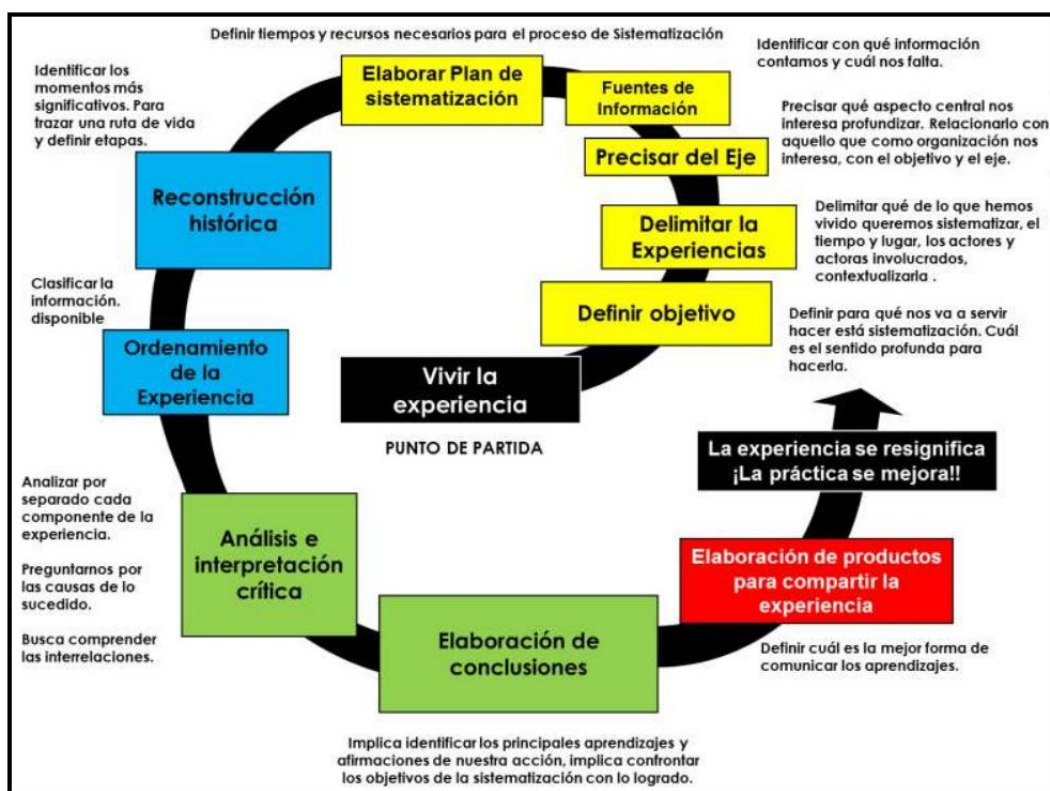 Definir tiempos y recursos necesarios para el proceso de Sistematización
Elaborar Plan de
sistematización
Fuentes de
Información
Identificar con qué información
contamos y cuál nos falta.
Precisar del Eje
Precisar qué aspecto central nos
interesa profundizar. Relacionarlo con
aquello que como organización nos
interesa, con el objetivo y el eje.
Delimitar la
Experiencias
Delimitar qué de lo que hemos
vivido queremos sistematizar, el
tiempo y lugar, los actores y
actoras involucrados,
contextualizarla .
Definir objetivo
Definir para qué nos va a servir
hacer está sistematización. Cuál
es el sentido profunda para
hacerla.
Vivir la
experiencia
PUNTO DE PARTIDA
Identificar los
momentos más
significativos. Para
trazar una ruta de vida
y definir etapas.
Reconstrucción
histórica
Clasificar la
información.
disponible
Ordenamiento
de la
Experiencia
Analizar por
separado cada
componente de la
experiencia.
Preguntarnos por
las causas de lo
sucedido.
Busca comprender
las interrelaciones.
Análisis e
interpretación
crítica
Elaboración de
conclusiones
Implica identificar los principales aprendizajes y
afirmaciones de nuestra acción, implica confrontar
los objetivos de la sistematización con lo logrado.
Elaboración de productos
para compartir la
experiencia
Definir cuál es la mejor forma de
comunicar los aprendizajes.
La experiencia se resignifica
¡La práctica se mejora!!